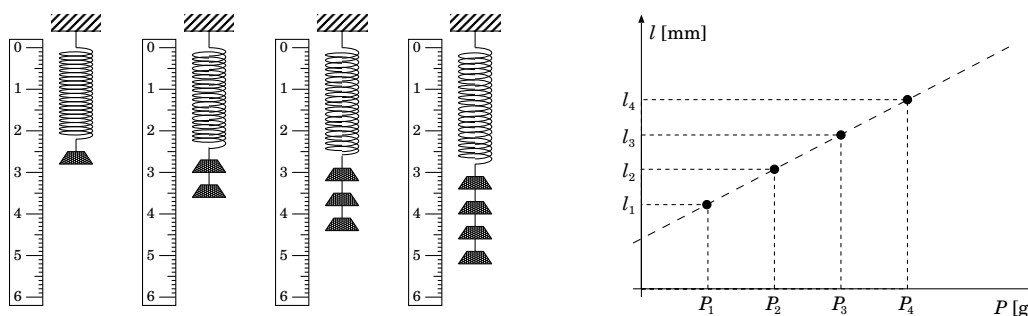 0 0 0 0
1 1 1 1
2 2 2 2
3 3 3 3
4 4 4 4
5 5 5 5
6 6 6 6
l [mm]
l₄
l₃
l₂
l₁
P₁ P₂ P₃ P₄ P [g